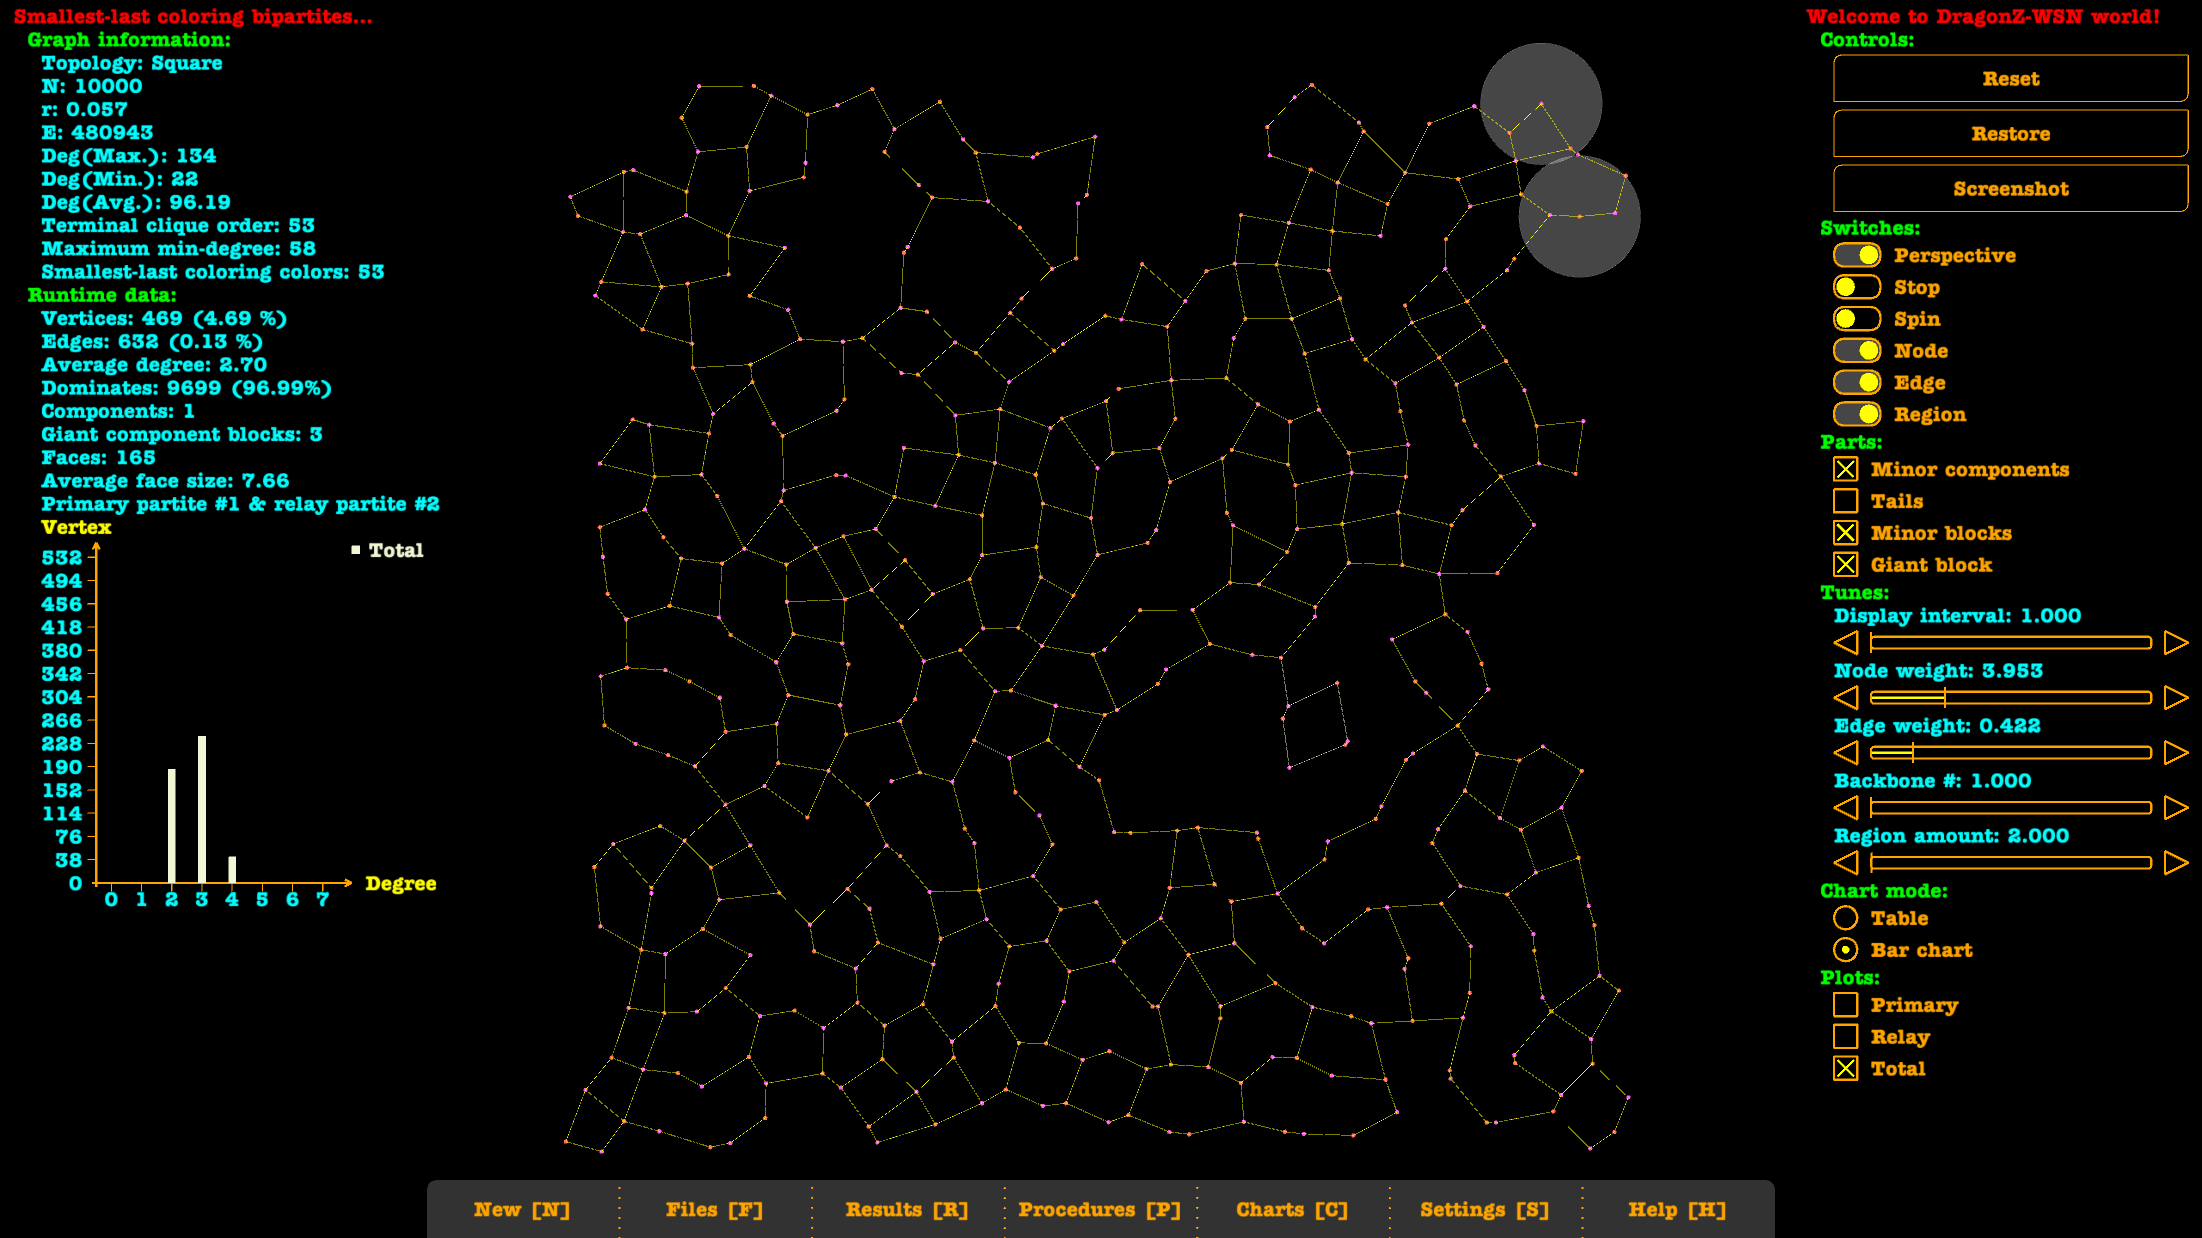 Smallest-last coloring bipartites...
Graph information:
Topology: Square
N: 10000
r: 0.057
E: 480943
Deg(Max.): 134
Deg(Min.): 22
Deg(Avg.): 96.19
Terminal clique order: 53
Maximum min-degree: 58
Smallest-last coloring colors: 53
Runtime data:
Vertices: 469 (4.69 %)
Edges: 632 (0.13 %)
Average degree: 2.70
Dominates: 9699 (96.99%)
Components: 1
Giant component blocks: 3
Faces: 165
Average face size: 7.66
Primary partite #1 & relay partite #2
Vertex
Total
532
494
456
418
380
342
304
266
228
190
152
114
76
38
0
0 1 2 3 4 5 6 7
Degree
Welcome to DragonZ-WSN world!
Controls:
Reset
Restore
Screenshot
Switches:
Perspective
Stop
Spin
Node
Edge
Region
Parts:
Minor components
Tails
Minor blocks
Giant block
Tunes:
Display interval: 1.000
Node weight: 3.953
Edge weight: 0.422
Backbone #: 1.000
Region amount: 2.000
Chart mode:
Table
Bar chart
Plots:
Primary
Relay
Total
New [N] Files [F] Results [R] Procedures [P] Charts [C] Settings [S] Help [H]